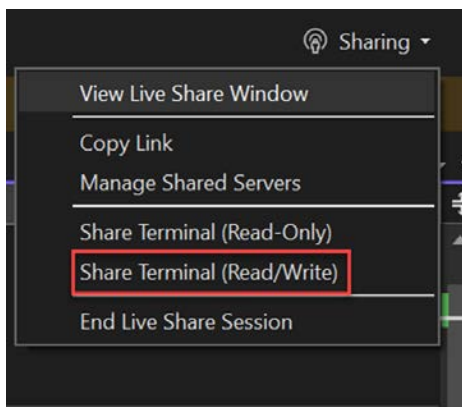 Sharing
View Live Share Window
Copy Link
Manage Shared Servers
Share Terminal (Read-Only)
Share Terminal (Read/Write)
End Live Share Session